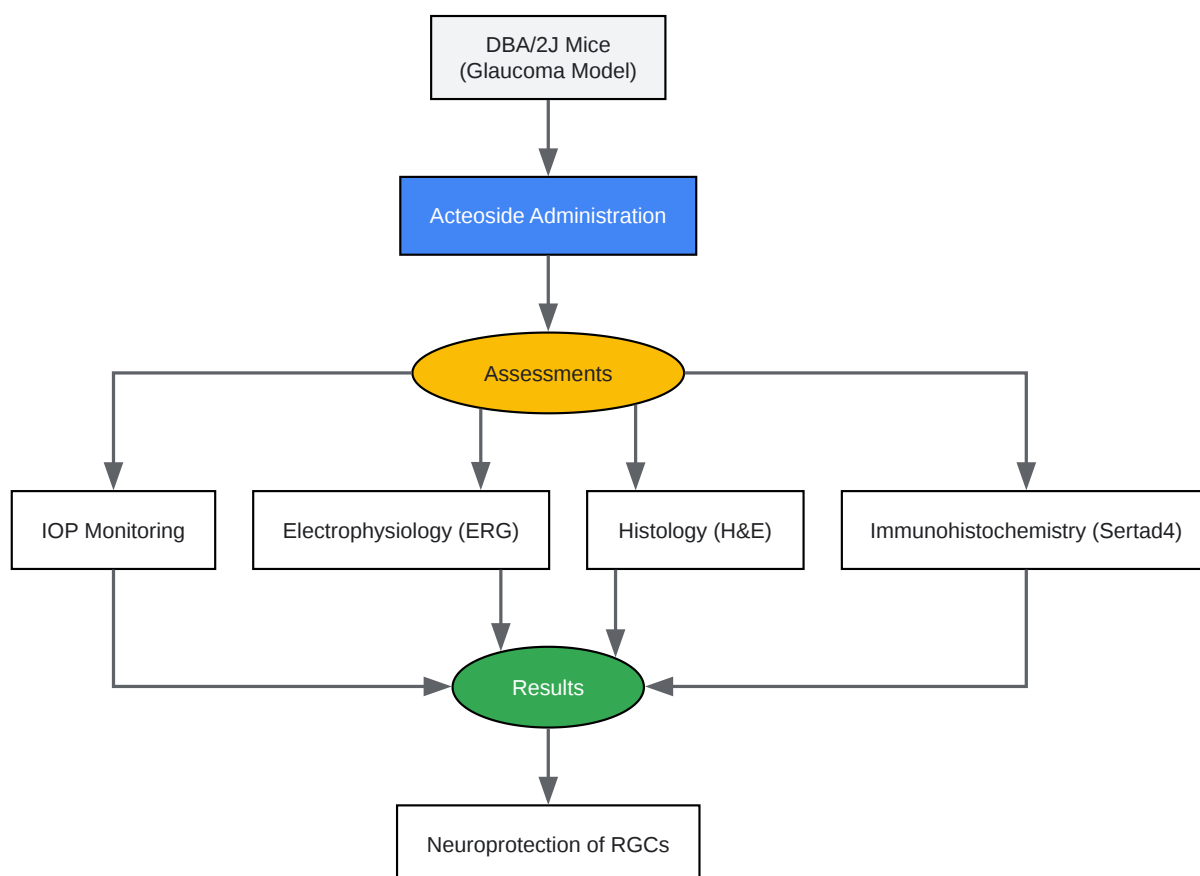 DBA/2J Mice
(Glaucoma Model)
Acteoside Administration
Assessments
IOP Monitoring
Electrophysiology (ERG)
Histology (H&E)
Immunohistochemistry (Sertad4)
Results
Neuroprotection of RGCs